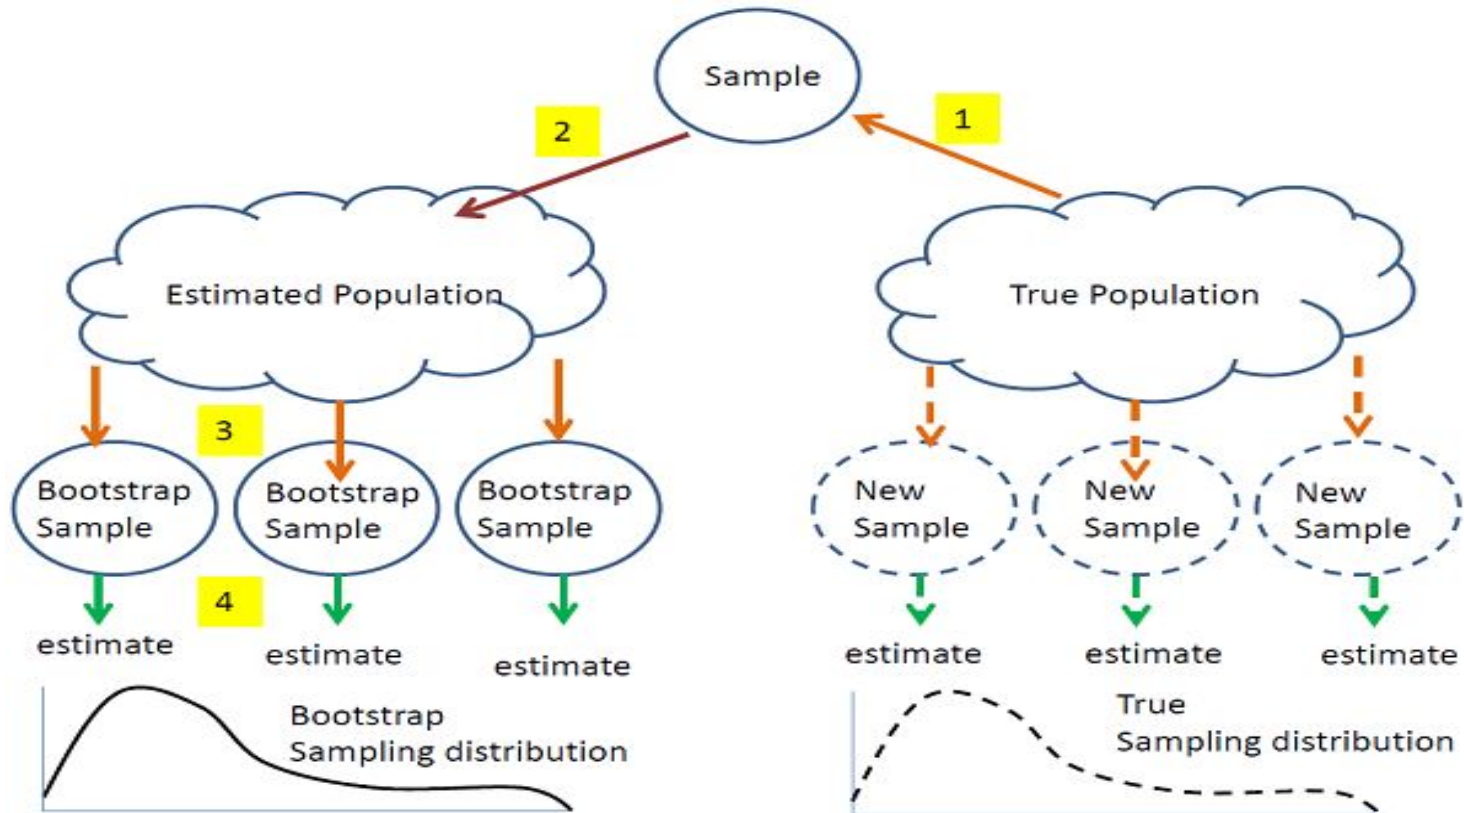 Sample
1
2
Estimated Population
True Population
3
Bootstrap
Sample
Bootstrap
Sample
Bootstrap
Sample
New
Sample
New
Sample
New
Sample
4
estimate
estimate
estimate
estimate
estimate
estimate
Bootstrap
Sampling distribution
True
Sampling distribution